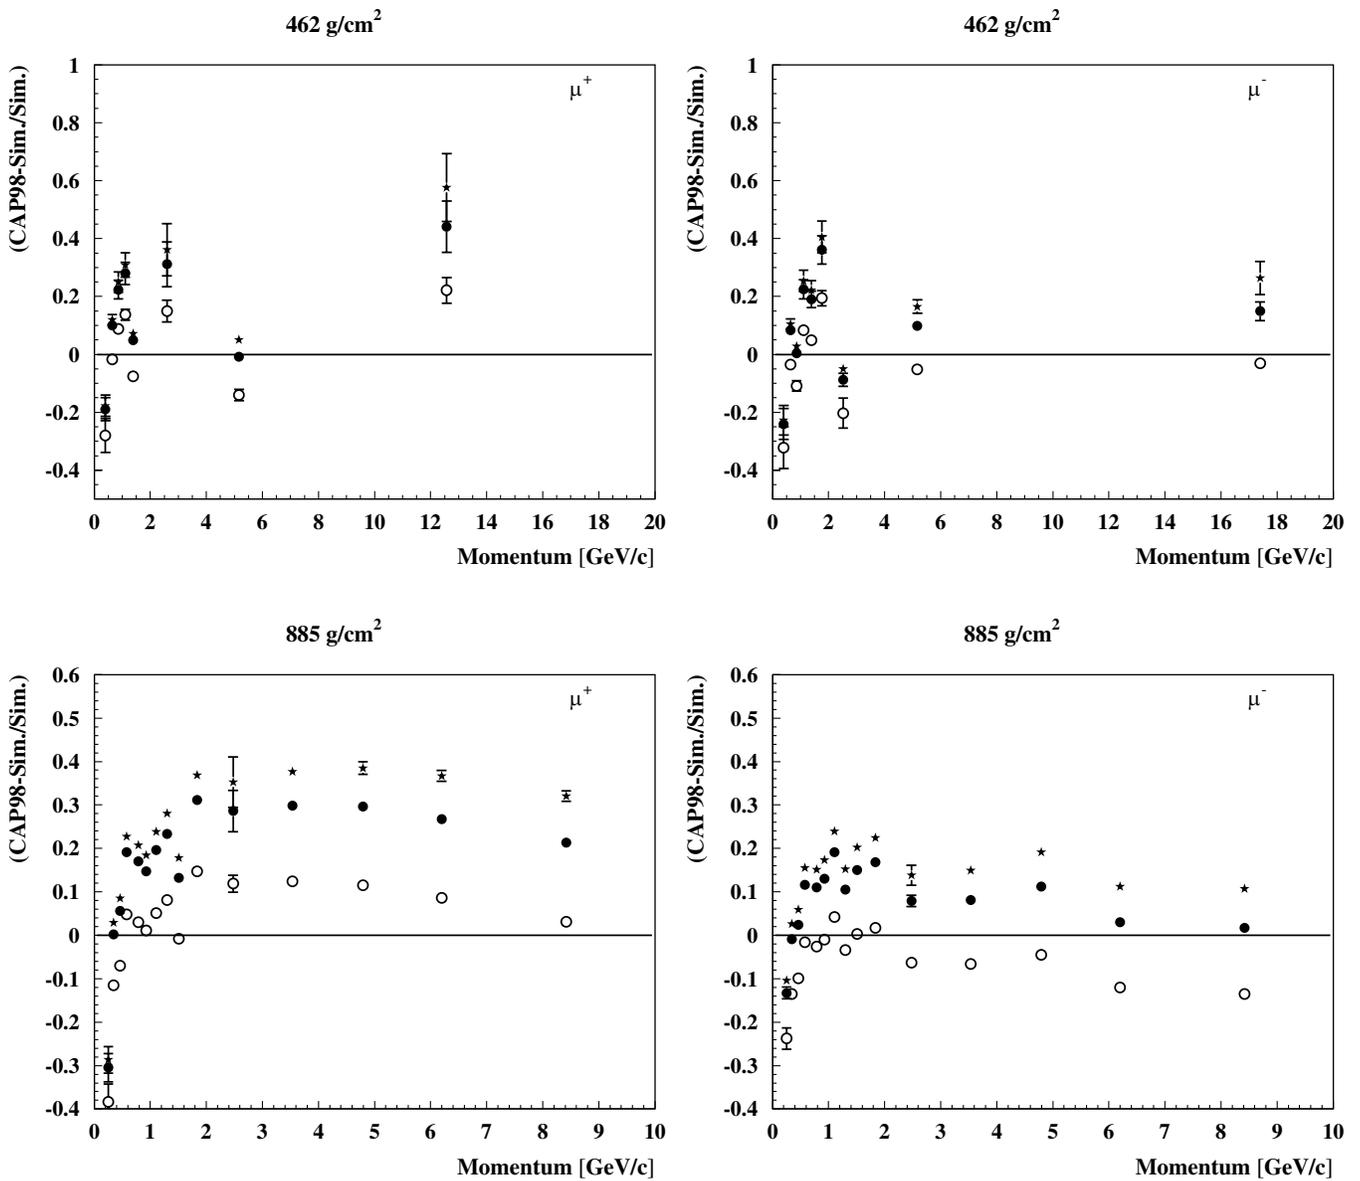 462 g/cm2
462 g/cm2
((CAP98-Sim./Sim.)
1
0.8
0.6
0.4
0.2
0
-0.2
-0.4
μ+
0 2 4 6 8 10 12 14 16 18 20
Momentum [GeV/c]
((CAP98-Sim./Sim.)
1
0.8
0.6
0.4
0.2
0
-0.2
-0.4
μ-
0 2 4 6 8 10 12 14 16 18 20
Momentum [GeV/c]
885 g/cm2
885 g/cm2
((CAP98-Sim./Sim.)
0.6
0.5
0.4
0.3
0.2
0.1
0
-0.1
-0.2
-0.3
-0.4
μ+
0 1 2 3 4 5 6 7 8 9 10
Momentum [GeV/c]
((CAP98-Sim./Sim.)
0.6
0.5
0.4
0.3
0.2
0.1
0
-0.1
-0.2
-0.3
-0.4
μ-
0 1 2 3 4 5 6 7 8 9 10
Momentum [GeV/c]